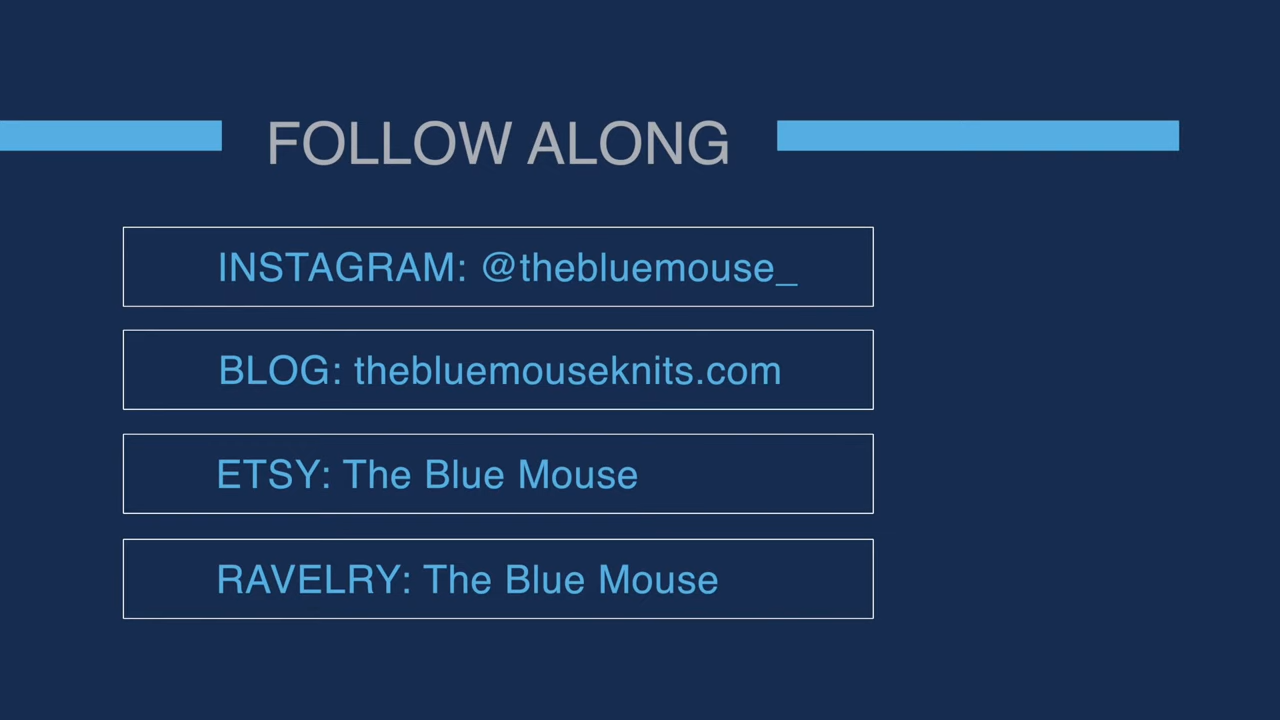 FOLLOW ALONG
INSTAGRAM: @thebluemouse_
BLOG: thebluemouseknits.com
ETSY: The Blue Mouse
RAVELRY: The Blue Mouse